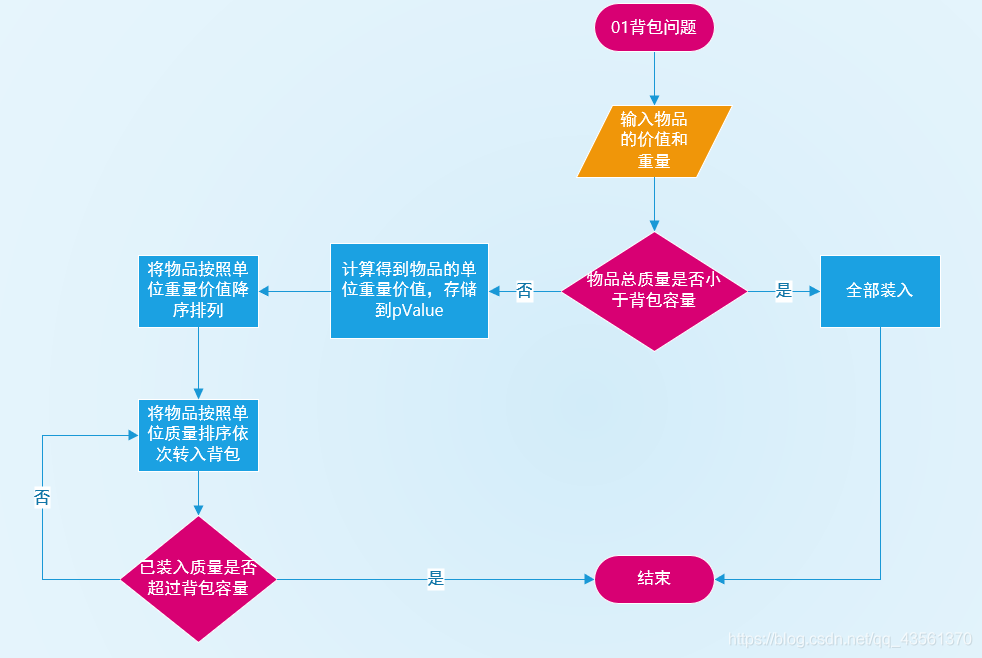 01背包问题
输入物品
的价值和
重量
物品总质量是否小
于背包容量
是
全部装入
否
计算得到物品的单
位重量价值，存储
到pValue
将物品按照单
位重量价值降
序排列
将物品按照单
位质量排序依
次转入背包
否
已装入质量是否
超过背包容量
是
结束
https://blog.csdn.net/qq_43561370